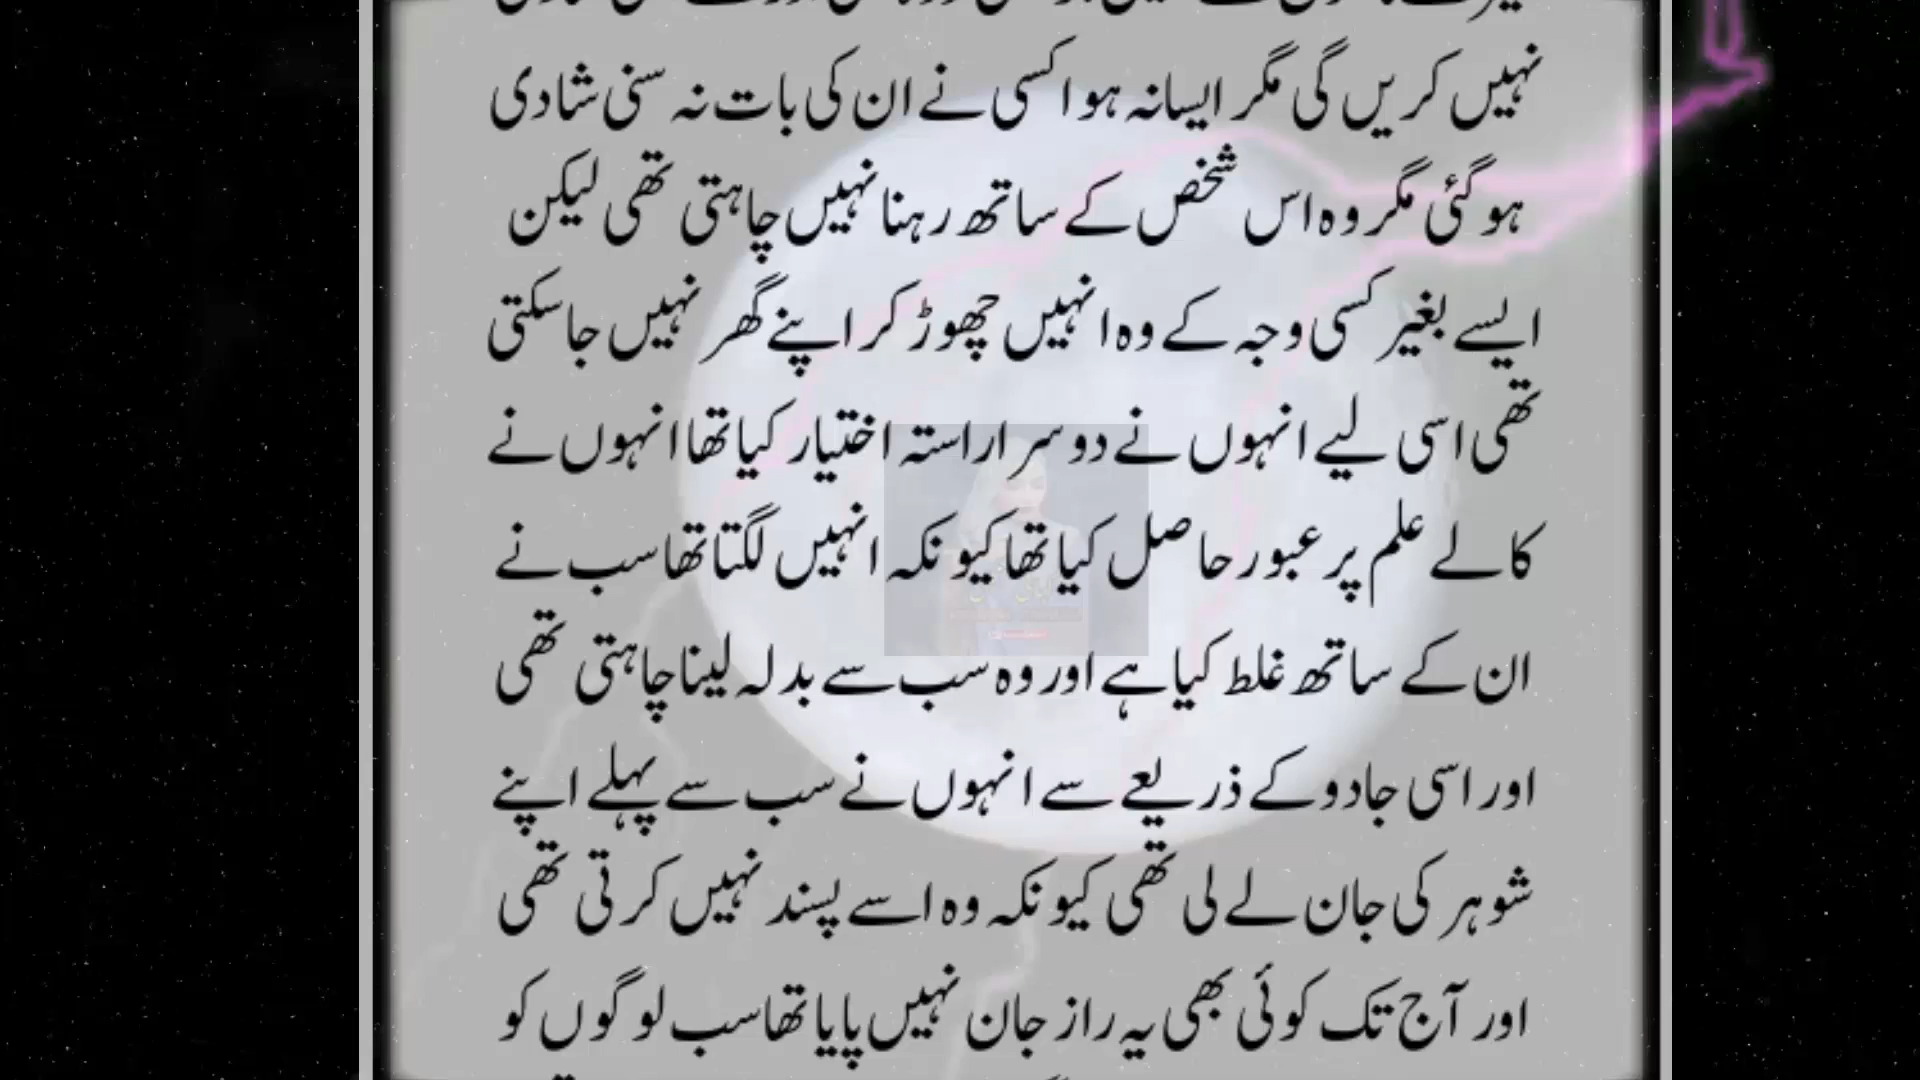 نہیں کریں گی مگر ایسا نہ ہوا کسی نے ان کی بات نہ سنی شادی
ہو گئی مگر وہ اس شخص کے ساتھ رہنا نہیں چاہتی تھی لیکن
ایسے بغیر کسی وجہ کے وہ انہیں چھوڑ کر اپنے گھر نہیں جا سکتی
تھی اسی لیے انہوں نے دوسرا راستہ اختیار کیا تھا انہوں نے
کالے علم پر عبور حاصل کیا تھا کیونکہ انہیں لگتا تھا سب نے
ان کے ساتھ غلط کیا ہے اور وہ سب سے بدلہ لینا چاہتی تھی
اور اسی جادو کے ذریعے سے انہوں نے سب سے پہلے اپنے
شوہر کی جان لے لی تھی کیونکہ وہ اسے پسند نہیں کرتی تھی
اور آج تک کوئی بھی یہ راز جان نہیں پایا تھا سب لوگوں کو